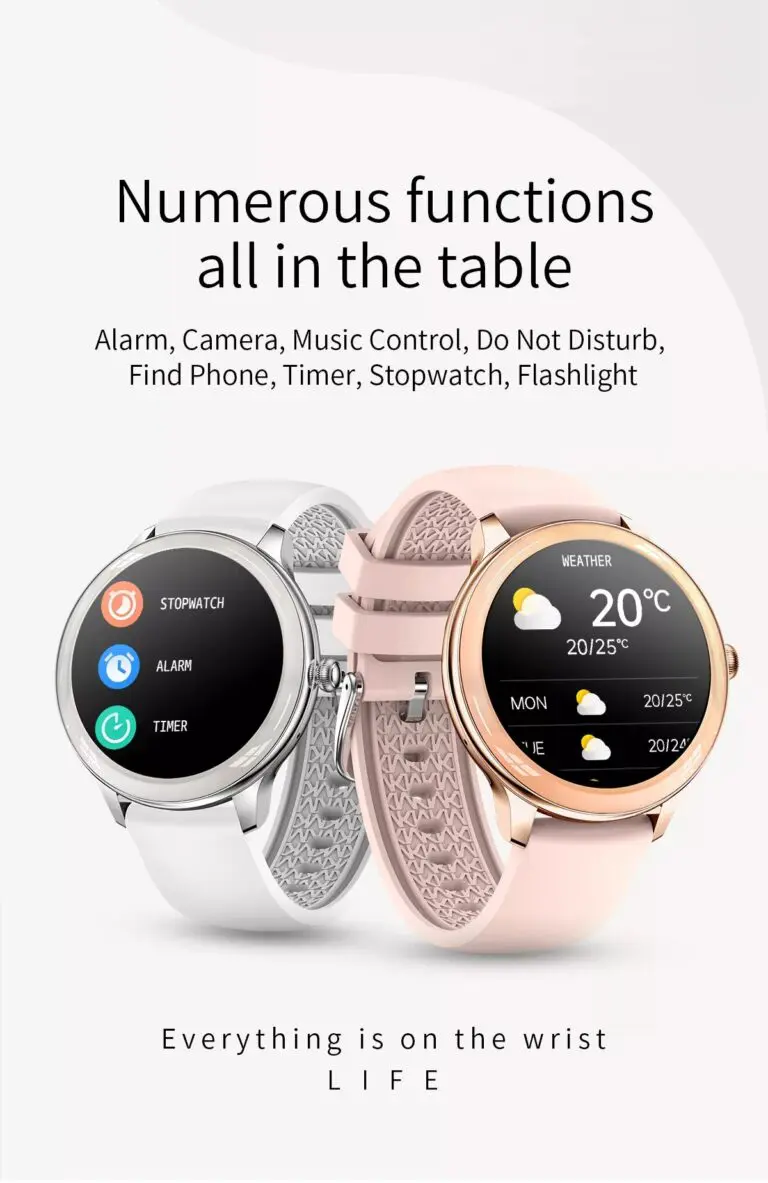 Numerous functions
all in the table
Alarm, Camera, Music Control, Do Not Disturb,
Find Phone, Timer, Stopwatch, Flashlight
STOPWATCH
ALARM
TIMER
WEATHER
20°C
20/25°C
MON 20/25°C
UE 20/24
Everything is on the wrist
LIFE